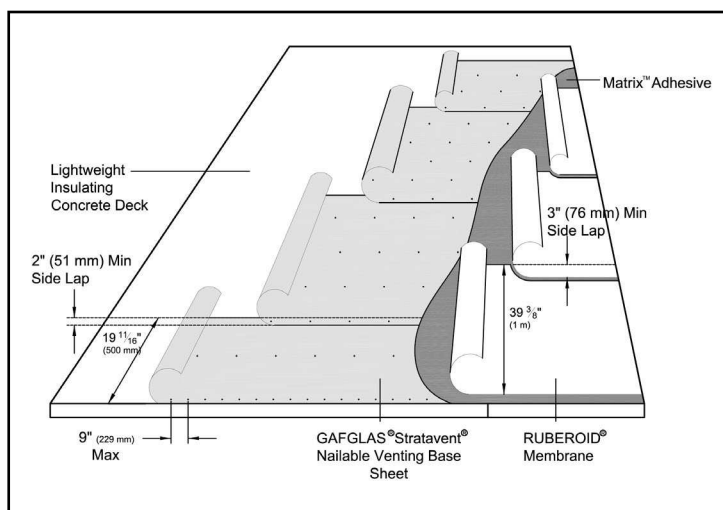 Matrix™ Adhesive
Lightweight
Insulating
Concrete Deck
3" (76 mm) Min
Side Lap
2" (51 mm) Min
Side Lap
39 3/8"
(1 m)
19 11/16"
(500 mm)
9" (229 mm)
Max
GAFGLAS®Stratavent®
Nailable Venting Base
Sheet
RUBEROID®
Membrane